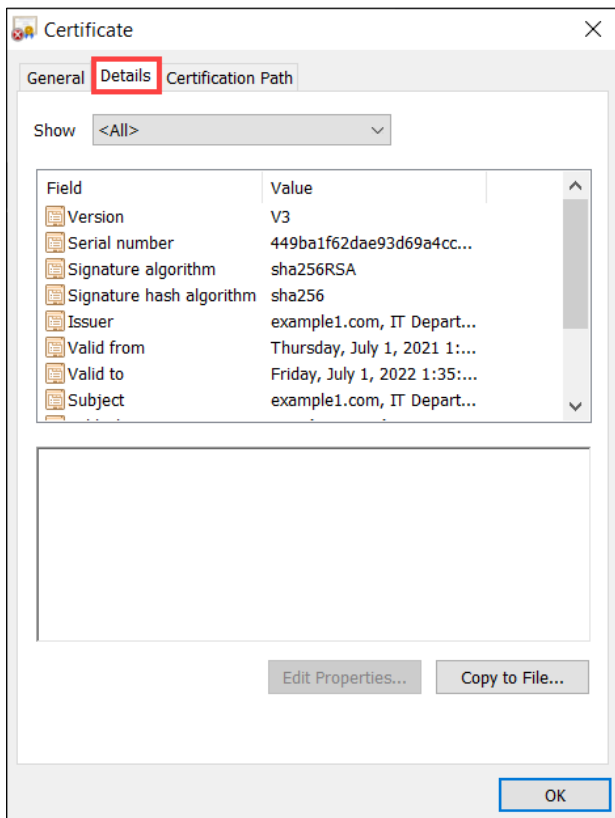 Certificate
General Details Certification Path
Show <All>
Field Value
Version V3
Serial number 449ba1f62dae93d69a4cc...
Signature algorithm sha256RSA
Signature hash algorithm sha256
Issuer example1.com, IT Depart...
Valid from Thursday, July 1, 2021 1:...
Valid to Friday, July 1, 2022 1:35:...
Subject example1.com, IT Depart...
Edit Properties... Copy to File...
OK